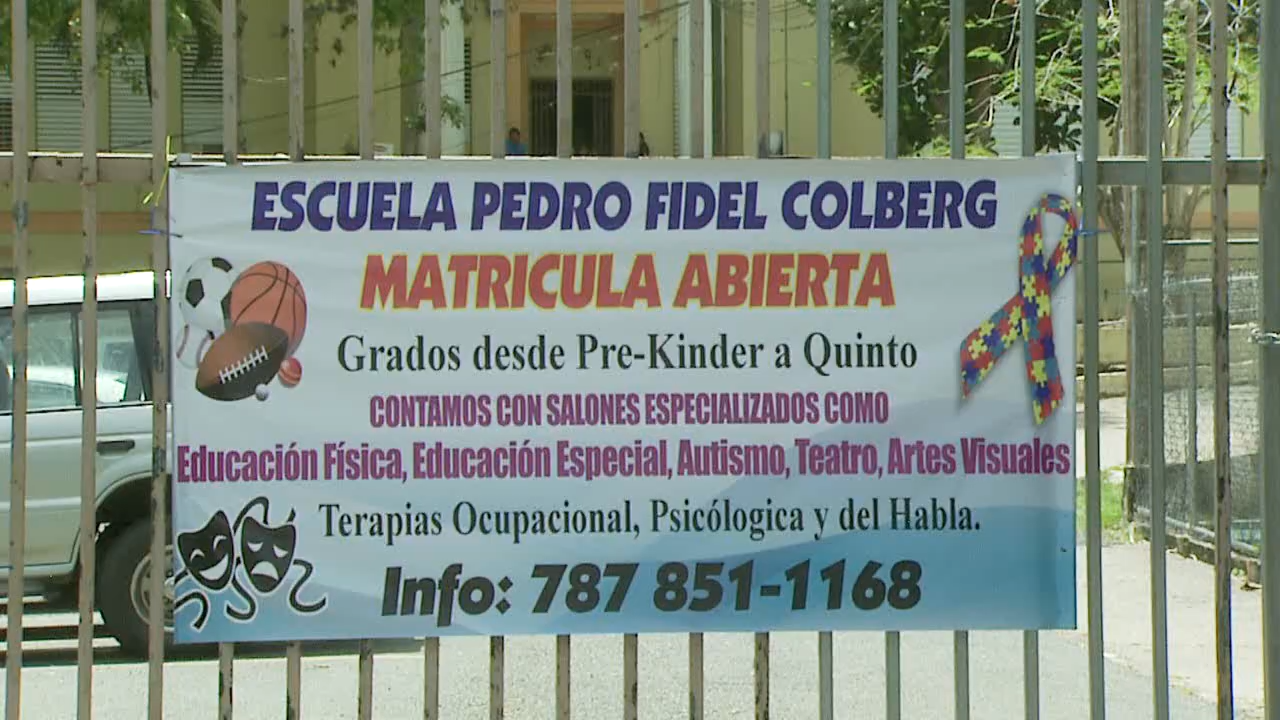 ESCUELA PEDRO FIDEL COLBERG
MATRICULA ABIERTA
Grados desde Pre-Kinder a Quinto
CONTAMOS CON SALONES ESPECIALIZADOS COMO
Educación Física, Educación Especial, Autismo, Teatro, Artes Visuales
Terapias Ocupacional, Psicólogica y del Habla.
Info: 787 851-1168